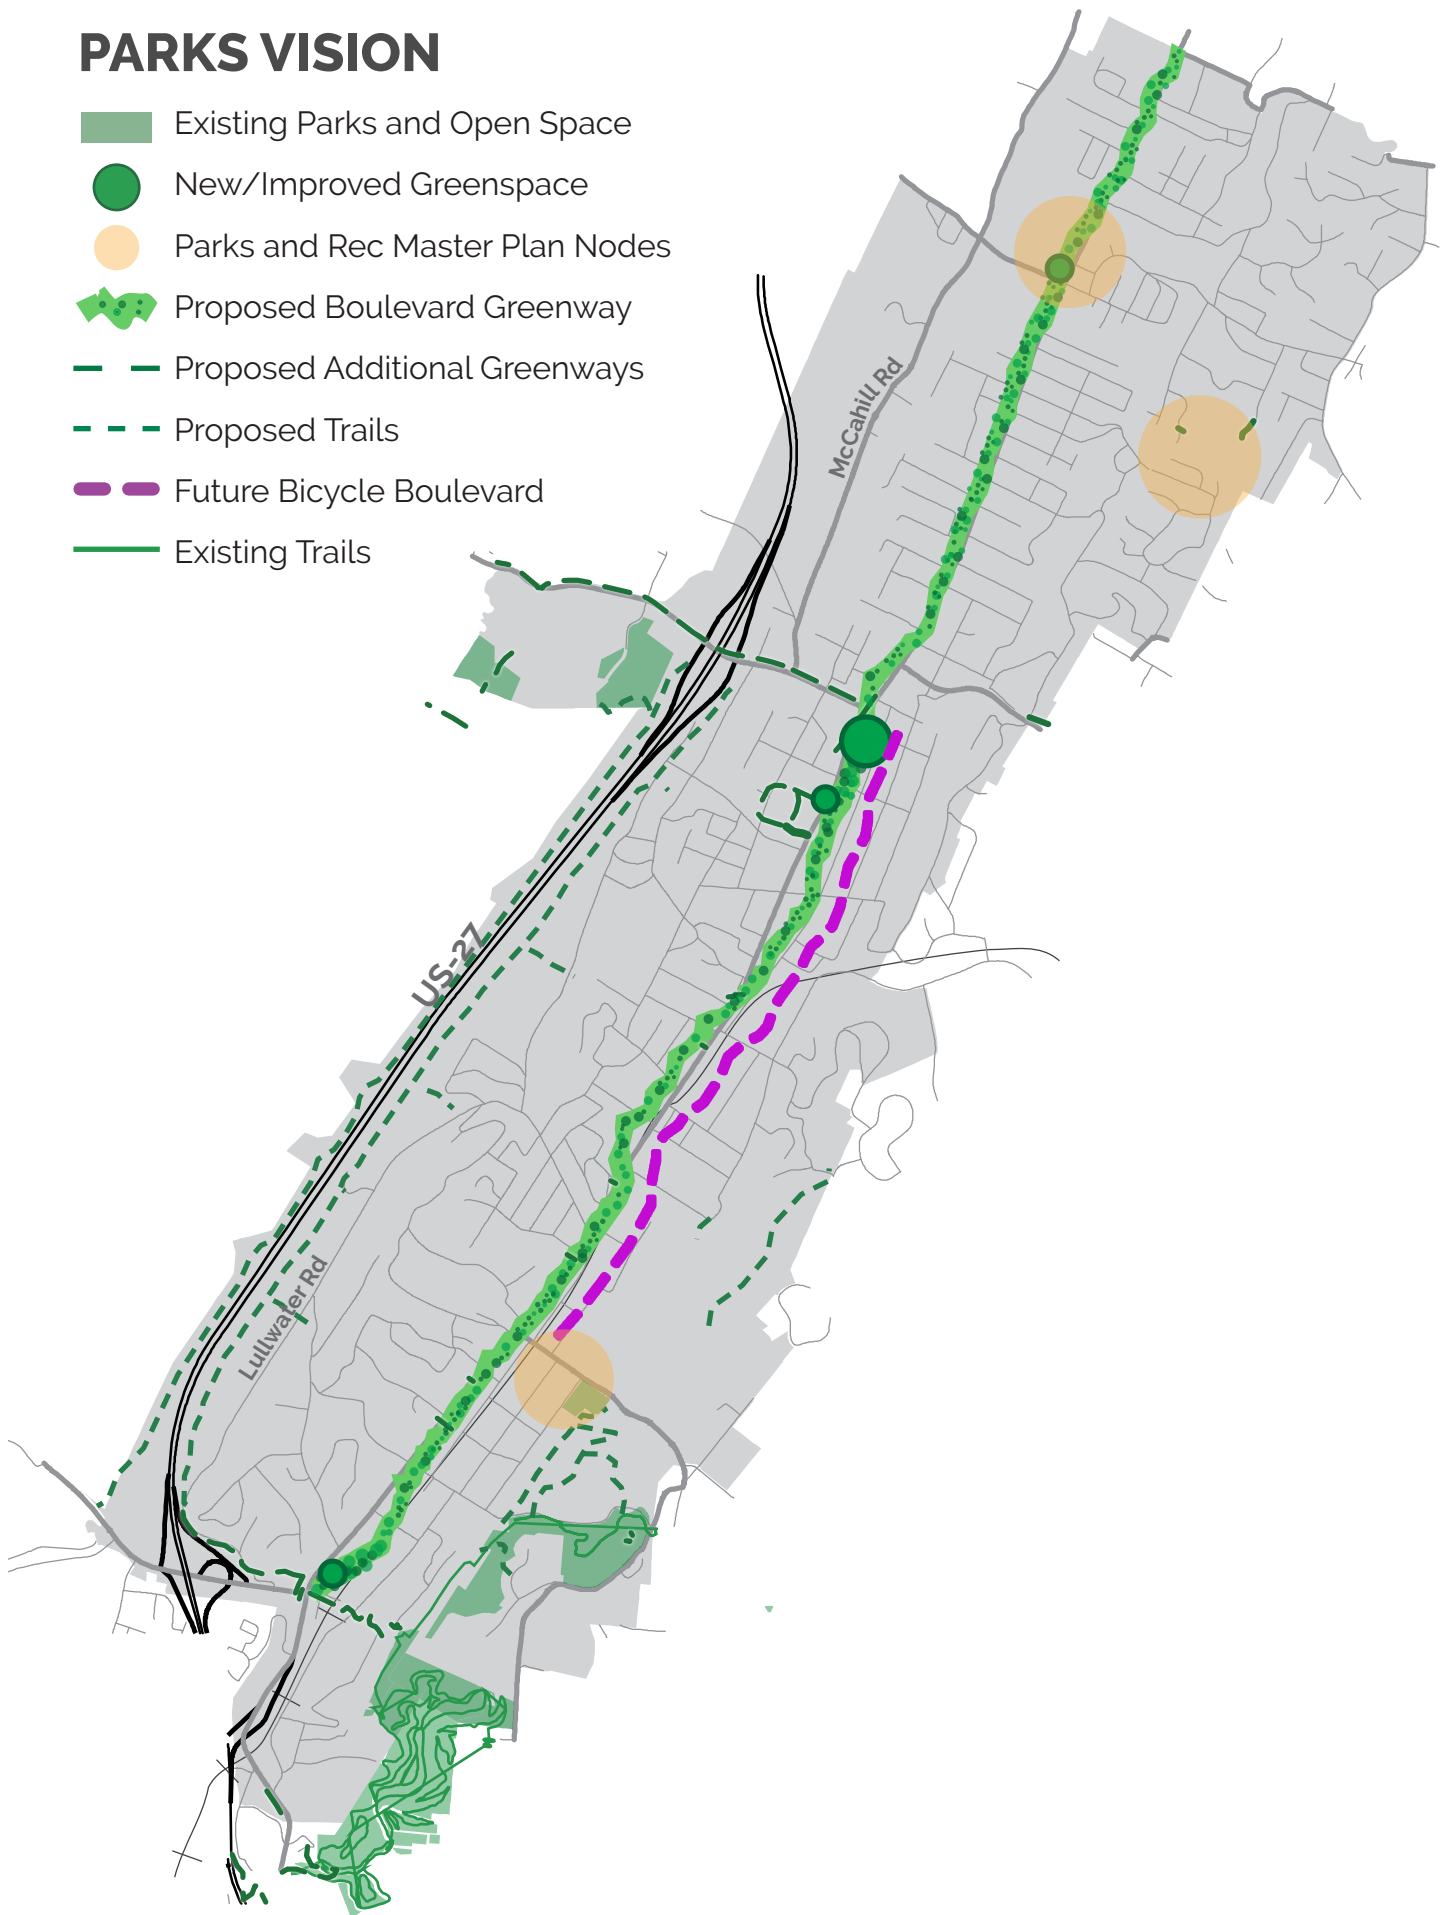 PARKS VISION
Existing Parks and Open Space
New/Improved Greenspace
Parks and Rec Master Plan Nodes
Proposed Boulevard Greenway
Proposed Additional Greenways
Proposed Trails
Future Bicycle Boulevard
Existing Trails
McCahill Rd
US-27
Lullwater Rd